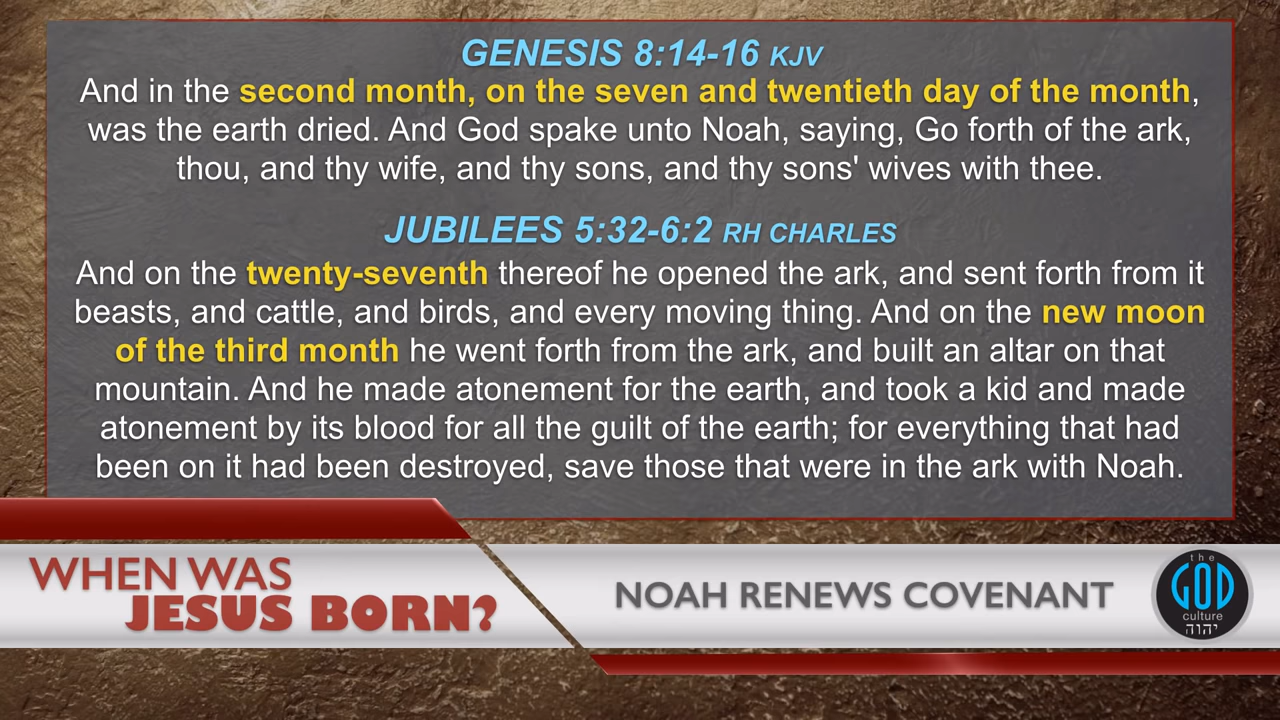 GENESIS 8:14-16 KJV
And in the second month, on the seven and twentieth day of the month,
was the earth dried. And God spake unto Noah, saying, Go forth of the ark,
thou, and thy wife, and thy sons, and thy sons' wives with thee.
JUBILEES 5:32-6:2 RH CHARLES
And on the twenty-seventh thereof he opened the ark, and sent forth from it
beasts, and cattle, and birds, and every moving thing. And on the new moon
of the third month he went forth from the ark, and built an altar on that
mountain. And he made atonement for the earth, and took a kid and made
atonement by its blood for all the guilt of the earth; for everything that had
been on it had been destroyed, save those that were in the ark with Noah.
WHEN WAS
JESUS BORN?
NOAH RENEWS COVENANT
the
GOD
culture
יהוה